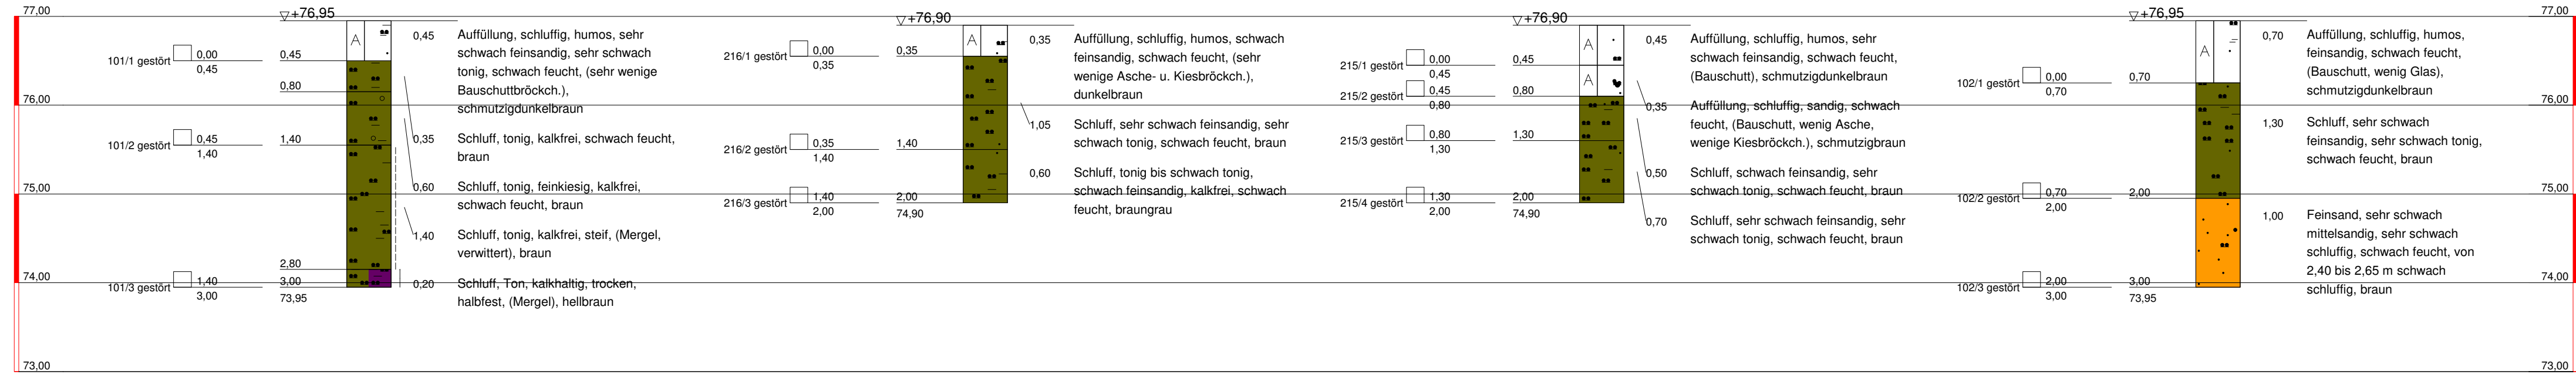 77,00
76,00
75,00
74,00
73,00
▽+76,95
101/1 gestört
0,00
0,45
0,45
0,80
101/2 gestört
0,45
1,40
1,40
2,80
101/3 gestört
1,40
3,00
3,00
73,95
A
0,45
Auffüllung, schluffig, humos, sehr
schwach feinsandig, sehr schwach
tonig, schwach feucht, (sehr wenige
Bauschuttbröckch.),
schmutzigdunkelbraun
0,35
Schluff, tonig, kalkfrei, schwach feucht,
braun
0,60
Schluff, tonig, feinkiesig, kalkfrei,
schwach feucht, braun
1,40
Schluff, tonig, kalkfrei, steif, (Mergel,
verwittert), braun
0,20
Schluff, Ton, kalkhaltig, trocken,
halbfest, (Mergel), hellbraun
▽+76,90
216/1 gestört
0,00
0,35
0,35
216/2 gestört
0,35
1,40
1,40
216/3 gestört
1,40
2,00
2,00
74,90
A
0,35
Auffüllung, schluffig, humos, schwach
feinsandig, schwach feucht, (sehr
wenige Asche- u. Kiesbröckch.),
dunkelbraun
1,05
Schluff, sehr schwach feinsandig, sehr
schwach tonig, schwach feucht, braun
0,60
Schluff, tonig bis schwach tonig,
schwach feinsandig, kalkfrei, schwach
feucht, braungrau
▽+76,90
215/1 gestört
0,00
0,45
0,45
215/2 gestört
0,45
0,80
0,80
215/3 gestört
0,80
1,30
1,30
215/4 gestört
1,30
2,00
2,00
74,90
A
A
0,45
Auffüllung, schluffig, humos, sehr
schwach feinsandig, schwach feucht,
(Bauschutt), schmutzigdunkelbraun
0,35
Auffüllung, schluffig, sandig, schwach
feucht, (Bauschutt, wenig Asche,
wenige Kiesbröckch.), schmutzigbraun
0,50
Schluff, schwach feinsandig, sehr
schwach tonig, schwach feucht, braun
0,70
Schluff, sehr schwach feinsandig, sehr
schwach tonig, schwach feucht, braun
▽+76,95
102/1 gestört
0,00
0,70
0,70
102/2 gestört
0,70
2,00
2,00
102/3 gestört
2,00
3,00
3,00
73,95
A
0,70
Auffüllung, schluffig, humos,
feinsandig, schwach feucht,
(Bauschutt, wenig Glas),
schmutzigdunkelbraun
1,30
Schluff, sehr schwach
feinsandig, sehr schwach tonig,
schwach feucht, braun
1,00
Feinsand, sehr schwach
mittelsandig, sehr schwach
schluffig, schwach feucht, von
2,40 bis 2,65 m schwach
schluffig, braun
77,00
76,00
75,00
74,00
73,00